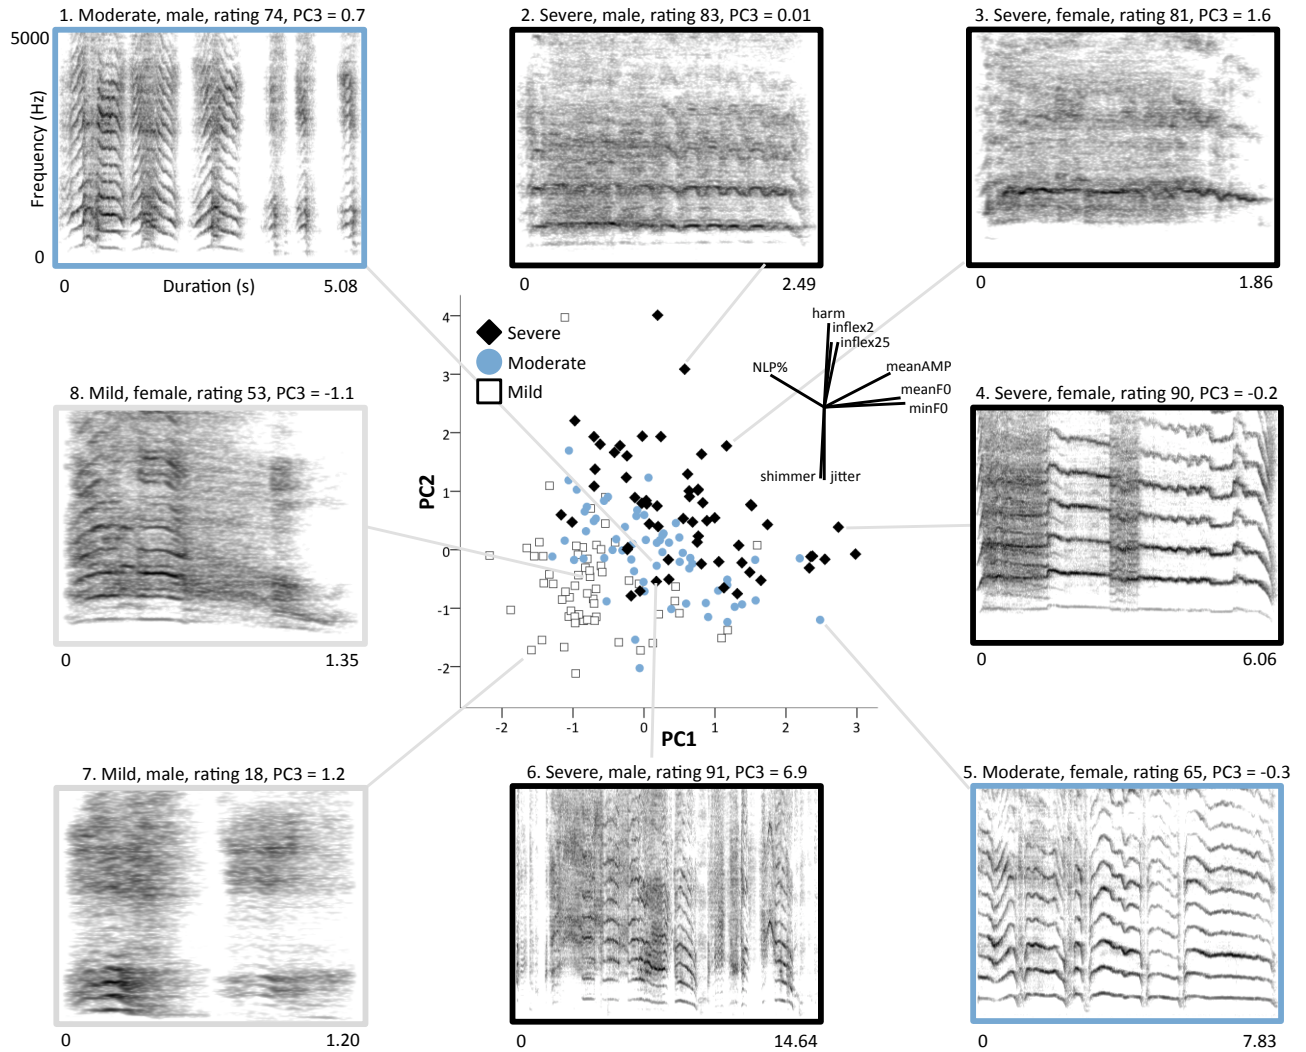 1. Moderate, male, rating 74, PC3 = 0.7
2. Severe, male, rating 83, PC3 = 0.01
3. Severe, female, rating 81, PC3 = 1.6
5000
Frequency (Hz)
0
0 Duration (s) 5.08
0 2.49
0 1.86
4
3
2
1
0
-1
-2
PC2
Severe
Moderate
Mild
harm
inflex2
inflex25
NLP%
meanAMP
meanF0
minF0
shimmer
jitter
8. Mild, female, rating 53, PC3 = -1.1
0 1.35
4. Severe, female, rating 90, PC3 = -0.2
0 6.06
-2 -1 0 1 2 3
PC1
7. Mild, male, rating 18, PC3 = 1.2
0 1.20
6. Severe, male, rating 91, PC3 = 6.9
0 14.64
5. Moderate, female, rating 65, PC3 = -0.3
0 7.83